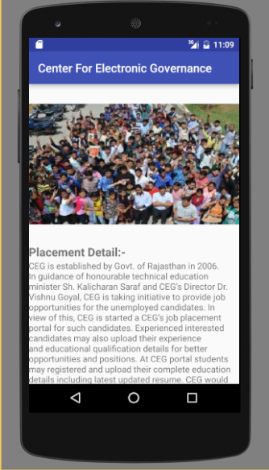 11:09
Center For Electronic Governance
Placement Detail:-
CEG is established by Govt. of Rajasthan in 2006.
In guidance of honourable technical education
minister Sh. Kalicharan Saraf and CEG's Director Dr.
Vishnu Goyal, CEG is taking initiative to provide job
opportunities for the unemployed candidates. In
view of this, CEG is started a CEG's job placement
portal for such candidates. Experienced interested
candidates may also upload their experience
and educational qualification details for better
opportunities and positions. At CEG portal students
may registered and upload their complete education
details including latest updated resume. CEG would